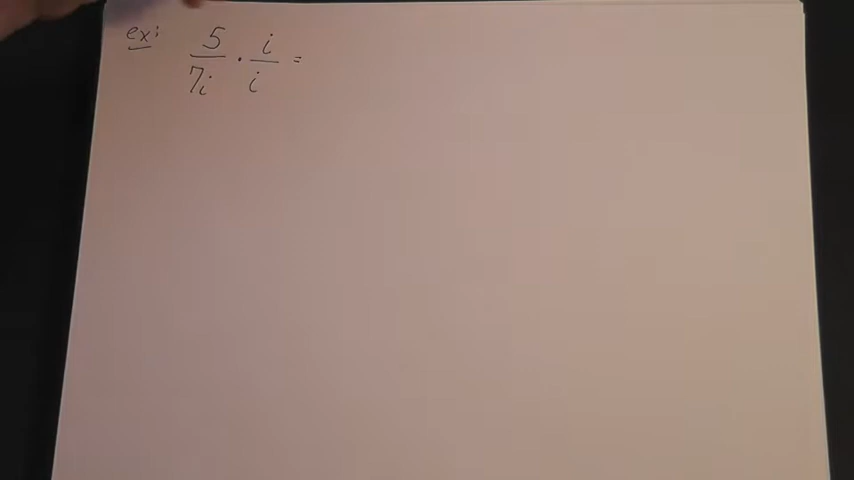 ex: 5/7i · i/i =